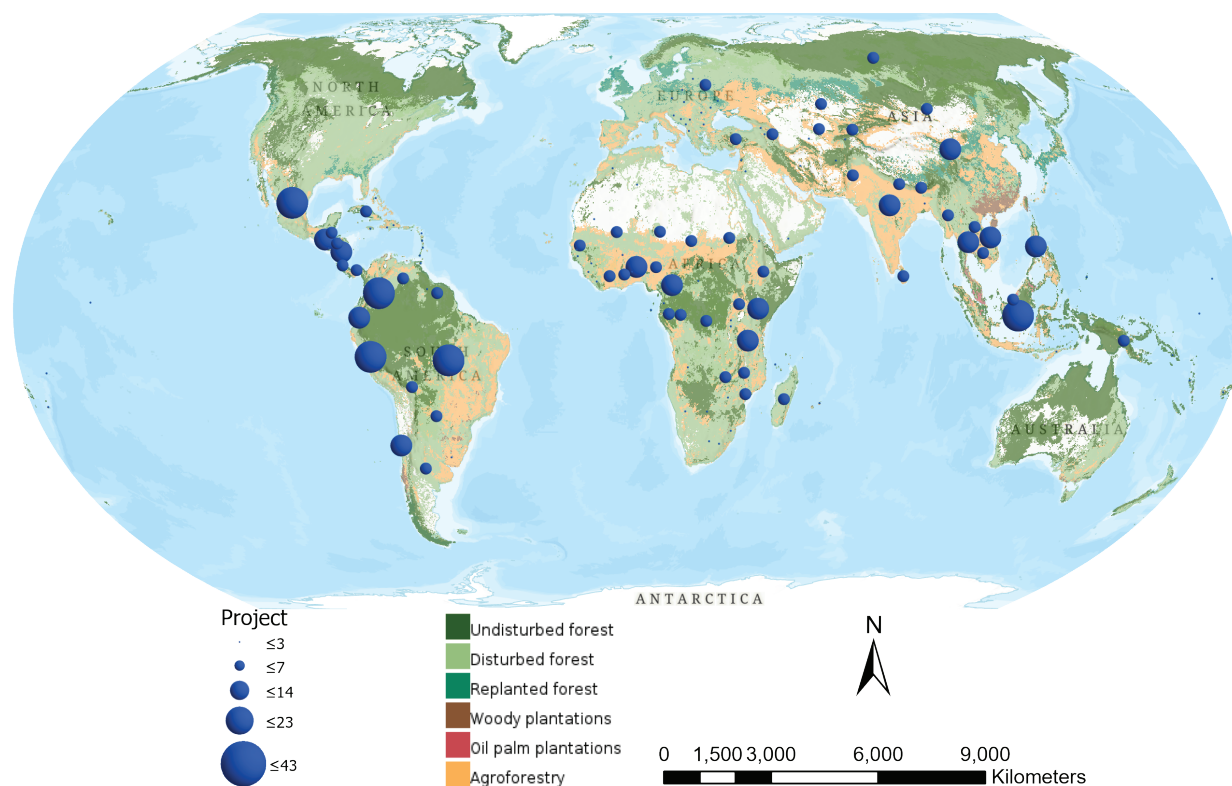 NORTH
AMERICA
EUROPE
ASIA
AFRICA
SOUTH
AMERICA
AUSTRALIA
ANTARCTICA
Project
≤3
≤7
≤14
≤23
≤43
Undisturbed forest
Disturbed forest
Replanted forest
Woody plantations
Oil palm plantations
Agroforestry
N
0 1,500 3,000 6,000 9,000
Kilometers